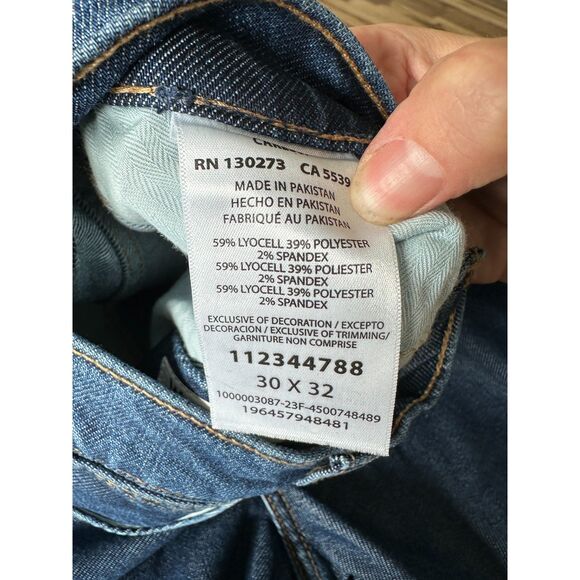 RN 130273 CA 5539
MADE IN PAKISTAN
HECHO EN PAKISTAN
FABRIQUÉ AU PAKISTAN
59% LYOCELL 39% POLYESTER
2% SPANDEX
59% LYOCELL 39% POLIESTER
2% SPANDEX
59% LYOCELL 39% POLYESTER
2% SPANDEX
EXCLUSIVE OF DECORATION / EXCEPTO
DECORACION / EXCLUSIVE OF TRIMMING/
GARNITURE NON COMPRISE
112344788
30 X 32
1000003087-23F-4500748489
196457948481